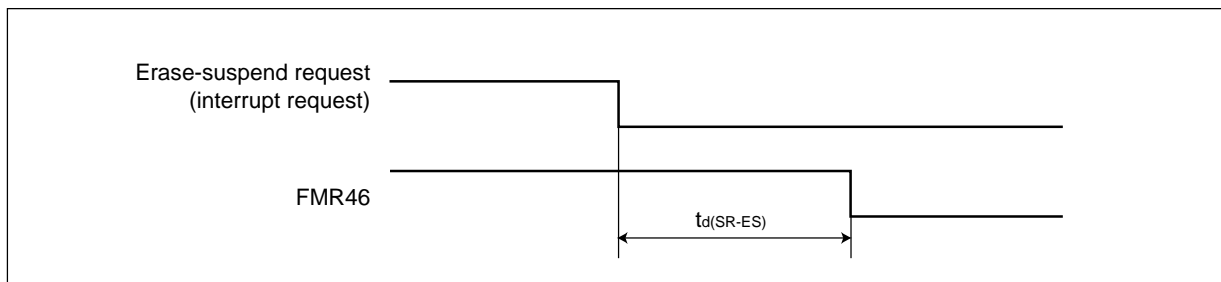 Erase-suspend request
(interrupt request)
FMR46
td(SR-ES)